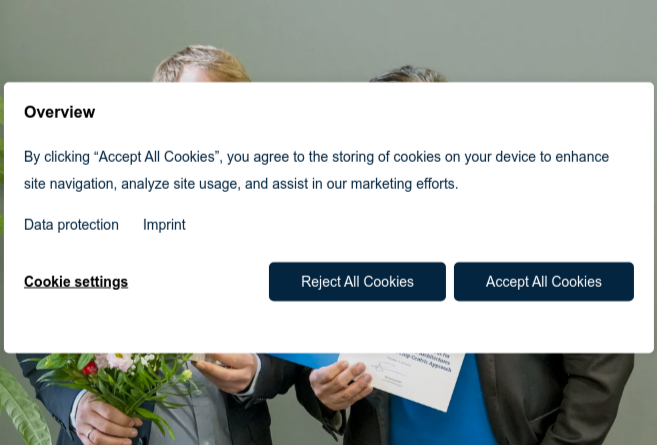 Overview
By clicking “Accept All Cookies”, you agree to the storing of cookies on your device to enhance
site navigation, analyze site usage, and assist in our marketing efforts.
Data protection Imprint
Cookie settings Reject All Cookies Accept All Cookies
Architectures
Approach